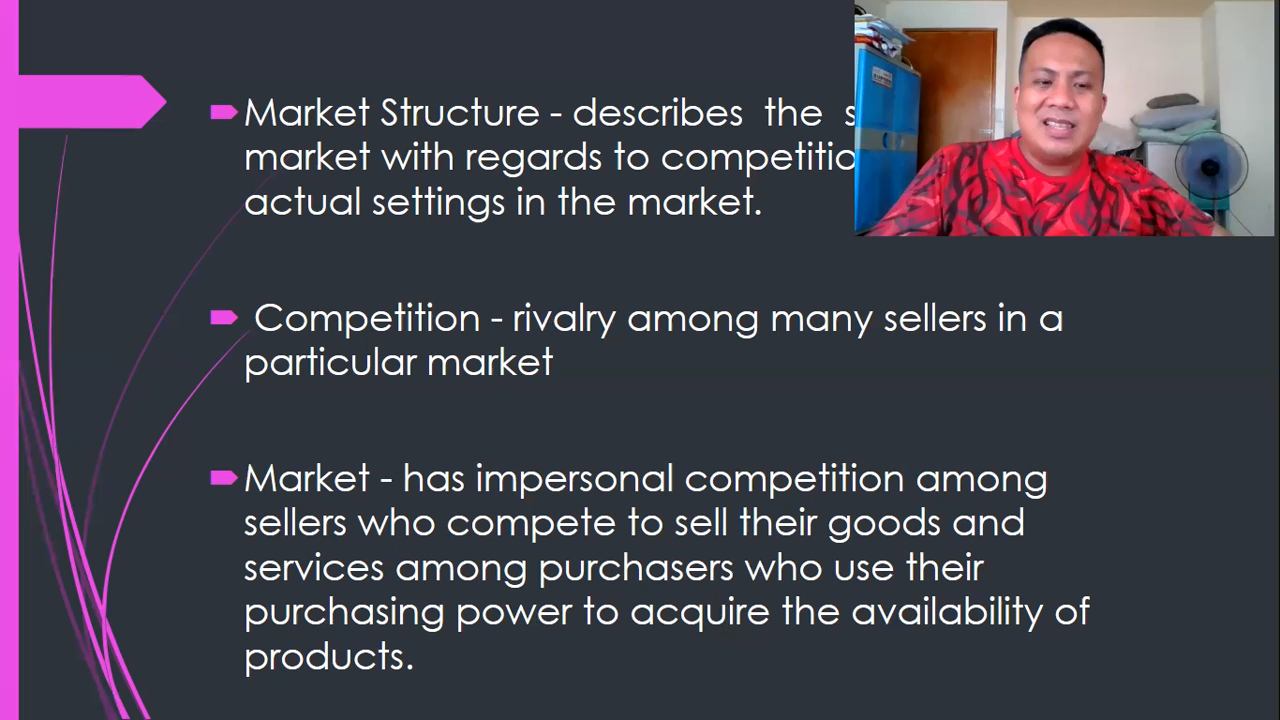 Market Structure - describes the
market with regards to
actual settings in the market.
Competition - rivalry among many sellers in a
particular market
Market - has impersonal competition among
sellers who compete to sell their goods and
services among purchasers who use their
purchasing power to acquire the availability of
products.